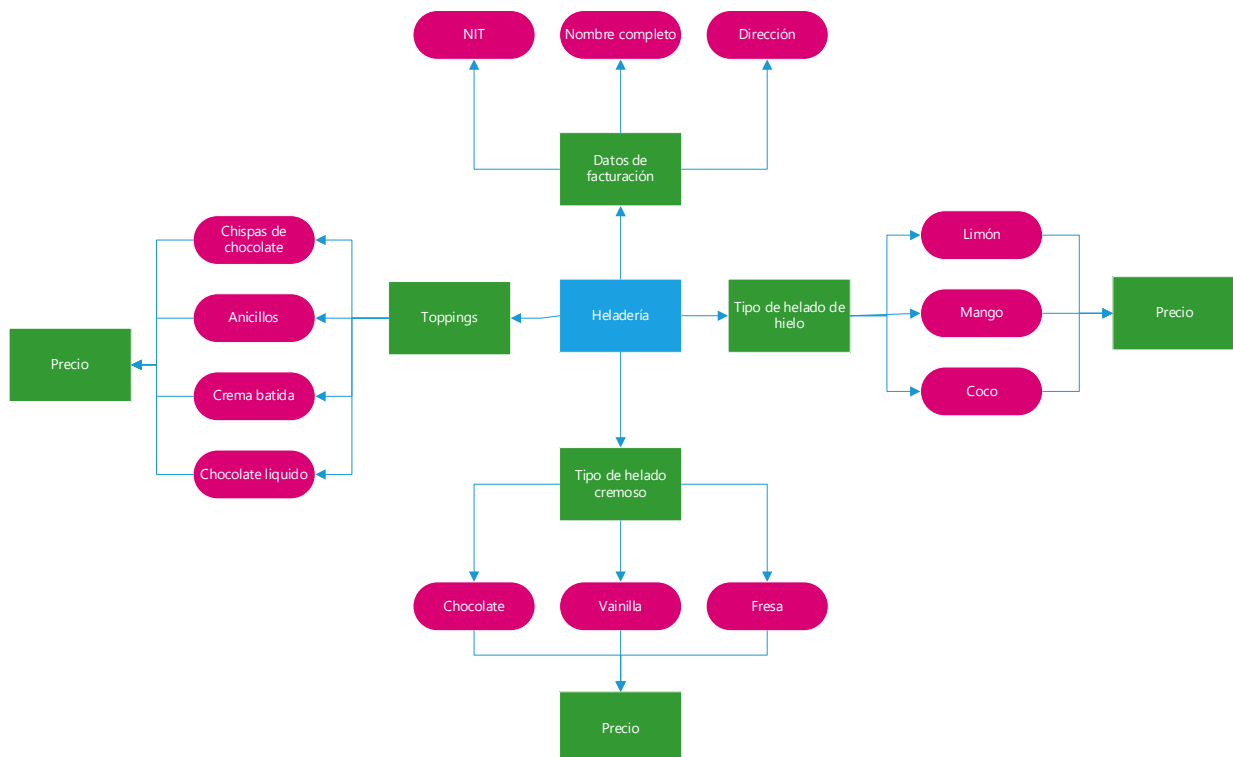 NIT
Nombre completo
Dirección
Datos de
facturación
Chispas de
chocolate
Anicillos
Crema batida
Chocolate liquido
Precio
Toppings
Heladería
Tipo de helado de
hielo
Limón
Mango
Coco
Precio
Tipo de helado
cremoso
Chocolate
Vainilla
Fresa
Precio